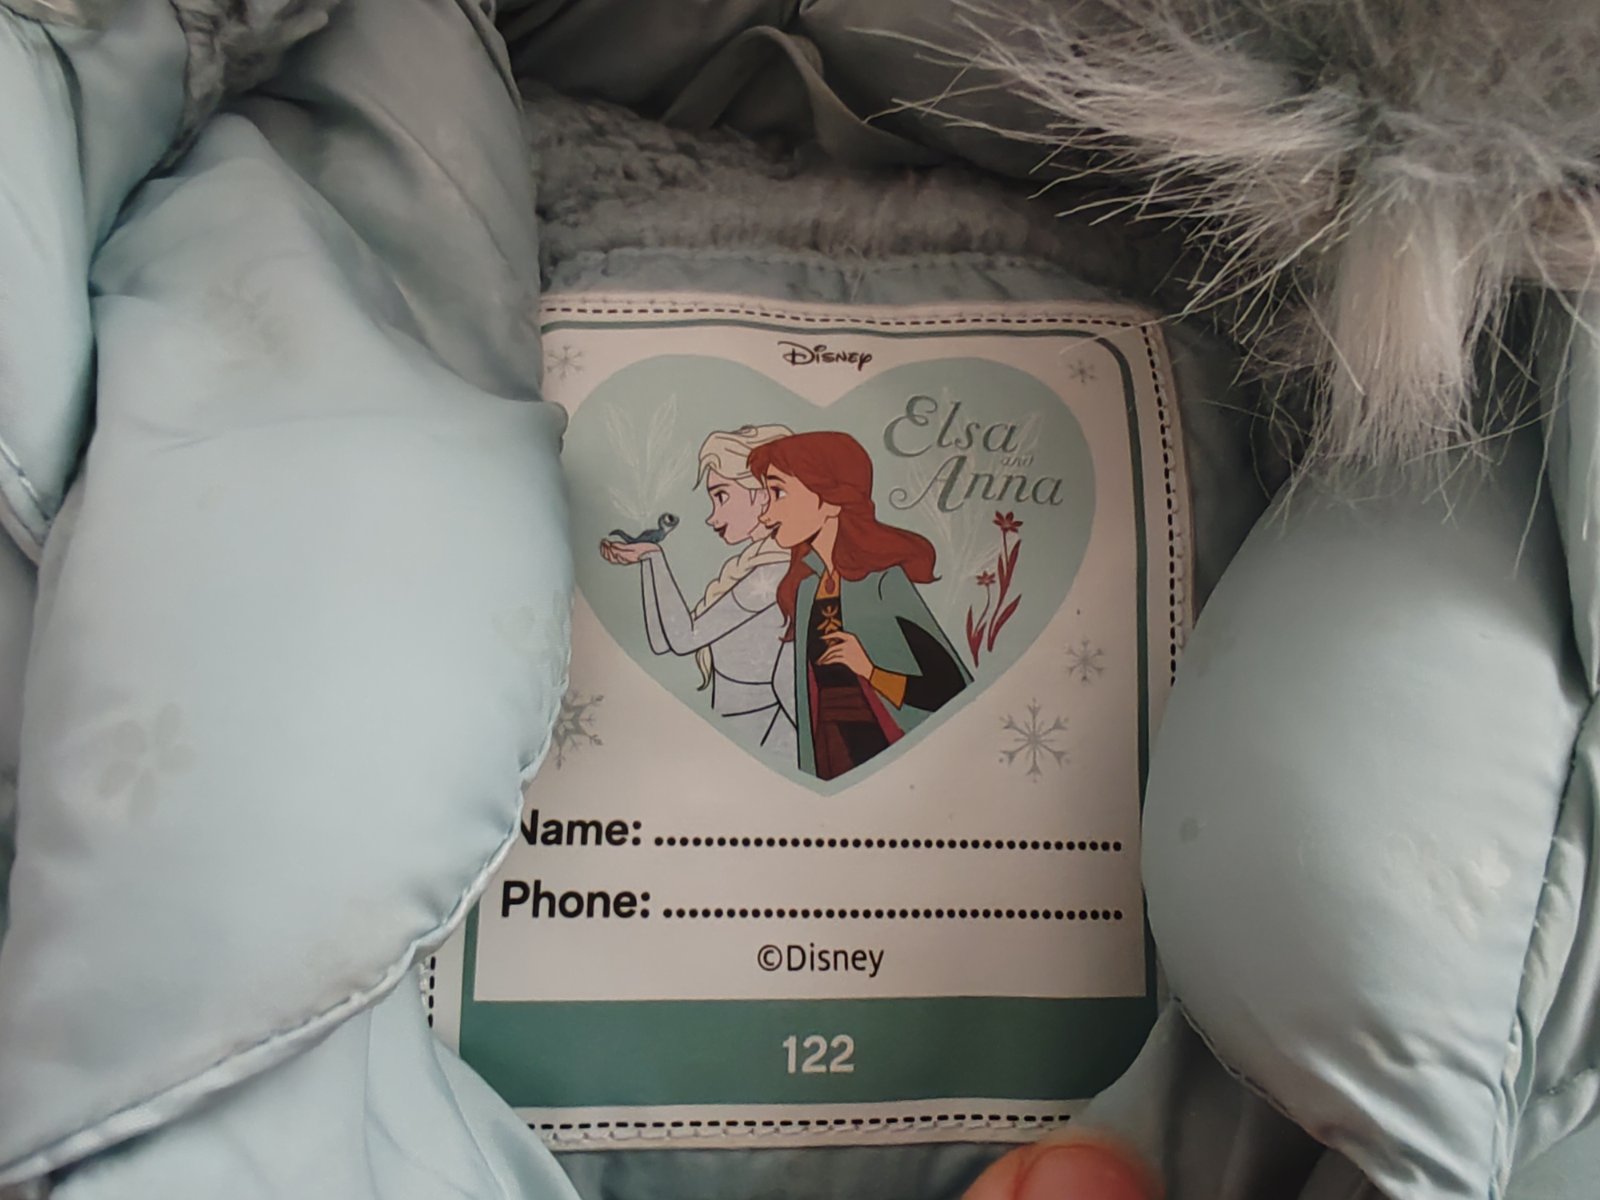 Disney
Elsa
and
Anna
Name: ......................................
Phone: .....................................
©Disney
122